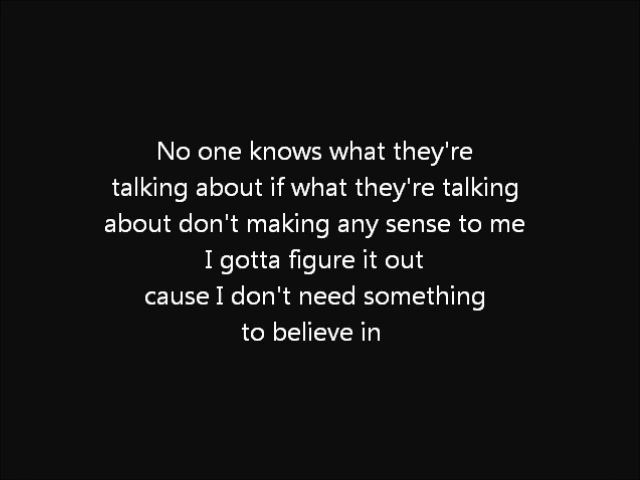 No one knows what they're
talking about if what they're talking
about don't making any sense to me
I gotta figure it out
cause I don't need something
to believe in